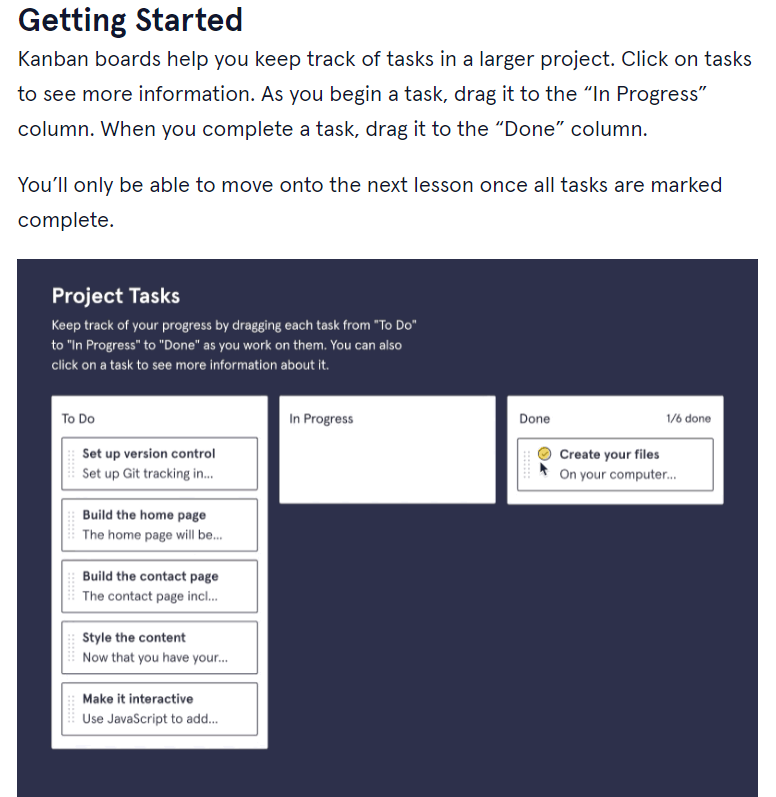 Getting Started
Kanban boards help you keep track of tasks in a larger project. Click on tasks
to see more information. As you begin a task, drag it to the “In Progress”
column. When you complete a task, drag it to the “Done” column.
You’ll only be able to move onto the next lesson once all tasks are marked
complete.
Project Tasks
Keep track of your progress by dragging each task from "To Do"
to "In Progress" to "Done" as you work on them. You can also
click on a task to see more information about it.
To Do
Set up version control
Set up Git tracking in...
Build the home page
The home page will be...
Build the contact page
The contact page incl...
Style the content
Now that you have your...
Make it interactive
Use JavaScript to add...
In Progress
Done
1/6 done
Create your files
On your computer...